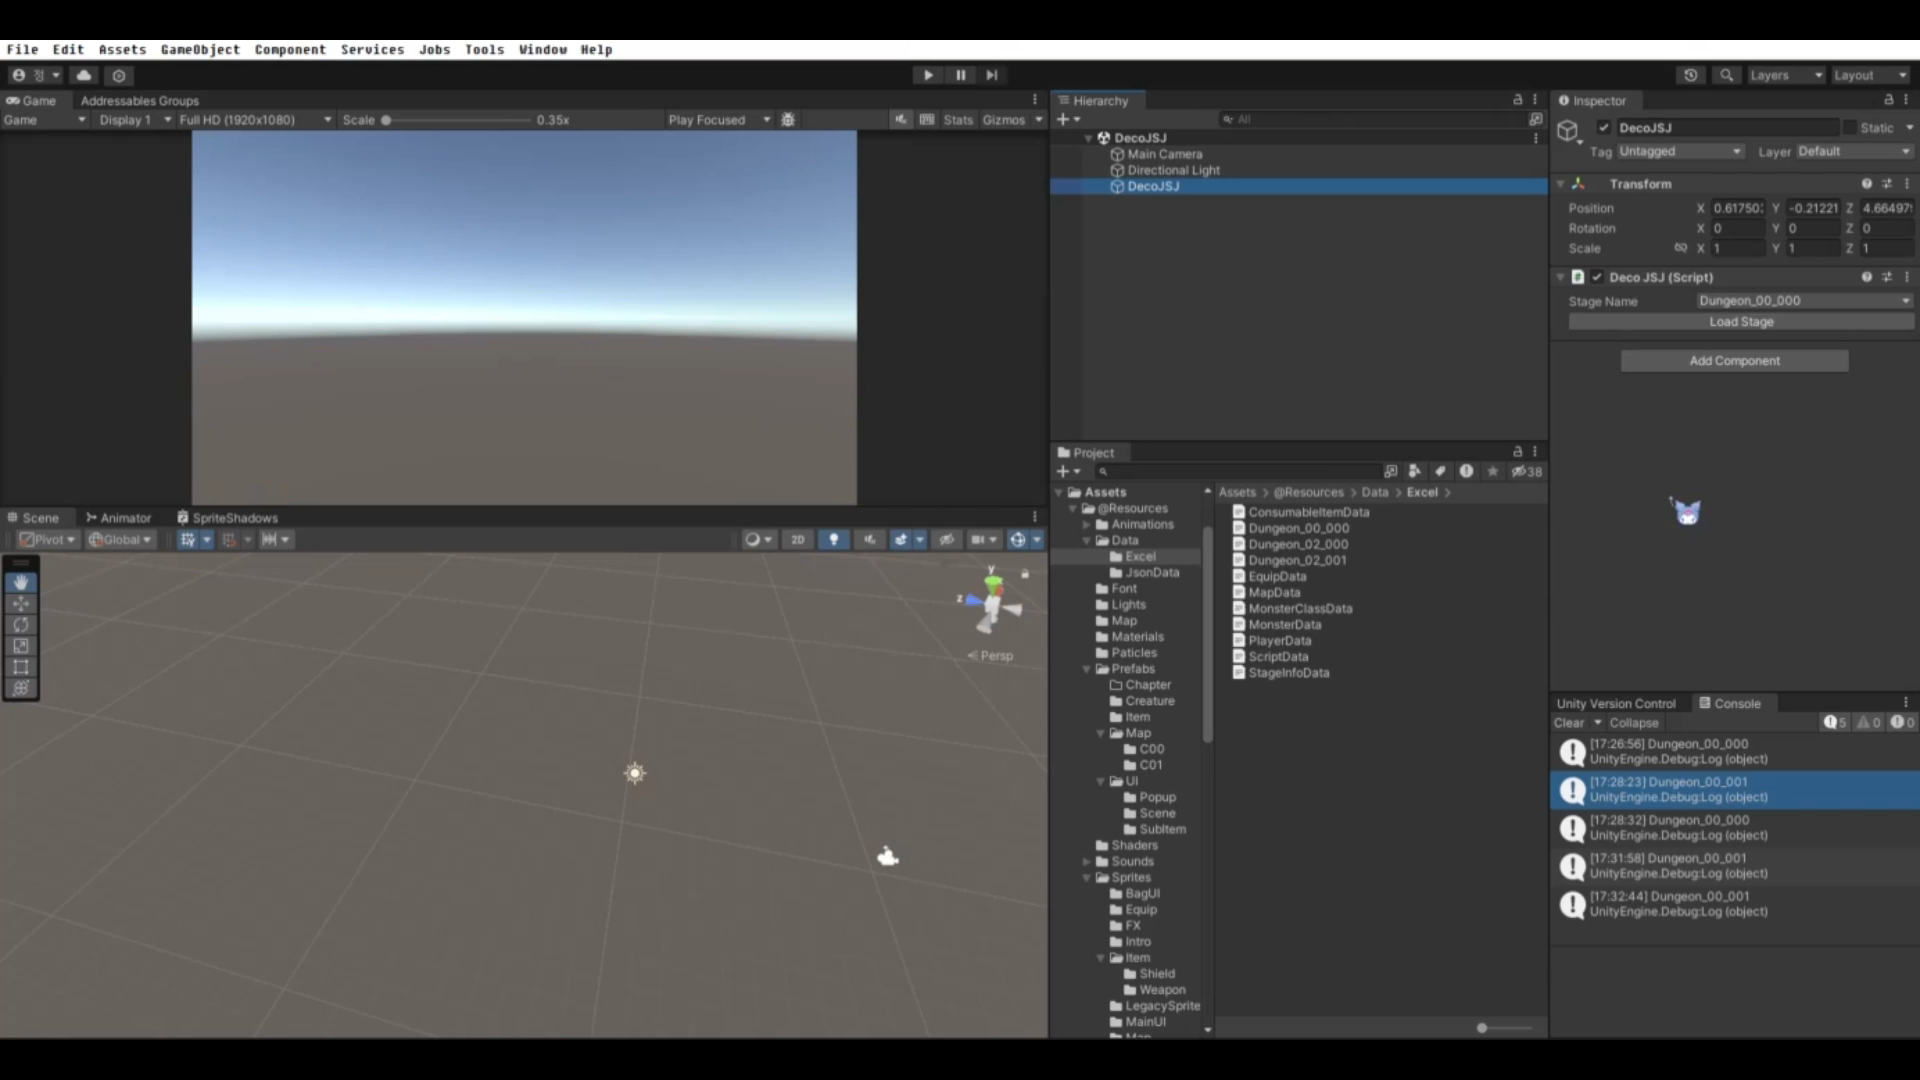 File Edit Assets GameObject Component Services Jobs Tools Window Help
정
Layers Layout
Game Addressables Groups
Game Display 1 Full HD (1920x1080) Scale 0.35x Play Focused Stats Gizmos
Scene Animator SpriteShadows
Pivot Global 2D
y
z
Persp
Hierarchy
All
DecoJSJ
Main Camera
Directional Light
DecoJSJ
Project
38
Assets
@Resources
Animations
Data
Excel
JsonData
Font
Lights
Map
Materials
Paticles
Prefabs
Chapter
Creature
Item
Map
C00
C01
UI
Popup
Scene
SubItem
Shaders
Sounds
Sprites
BagUI
Equip
FX
Intro
Item
Shield
Weapon
LegacySprite
MainUI
Map
Assets > @Resources > Data > Excel >
ConsumableItemData
Dungeon_00_000
Dungeon_02_000
Dungeon_02_001
EquipData
MapData
MonsterClassData
MonsterData
PlayerData
ScriptData
StageInfoData
Inspector
DecoJSJ Static
Tag Untagged Layer Default
Transform
Position X 0.61750 Y -0.21221 Z 4.66497
Rotation X 0 Y 0 Z 0
Scale X 1 Y 1 Z 1
# Deco JSJ (Script)
Stage Name Dungeon_00_000
Load Stage
Add Component
Unity Version Control Console
Clear Collapse 5 0 0
[17:26:56] Dungeon_00_000
UnityEngine.Debug:Log (object)
[17:28:23] Dungeon_00_001
UnityEngine.Debug:Log (object)
[17:28:32] Dungeon_00_000
UnityEngine.Debug:Log (object)
[17:31:58] Dungeon_00_001
UnityEngine.Debug:Log (object)
[17:32:44] Dungeon_00_001
UnityEngine.Debug:Log (object)